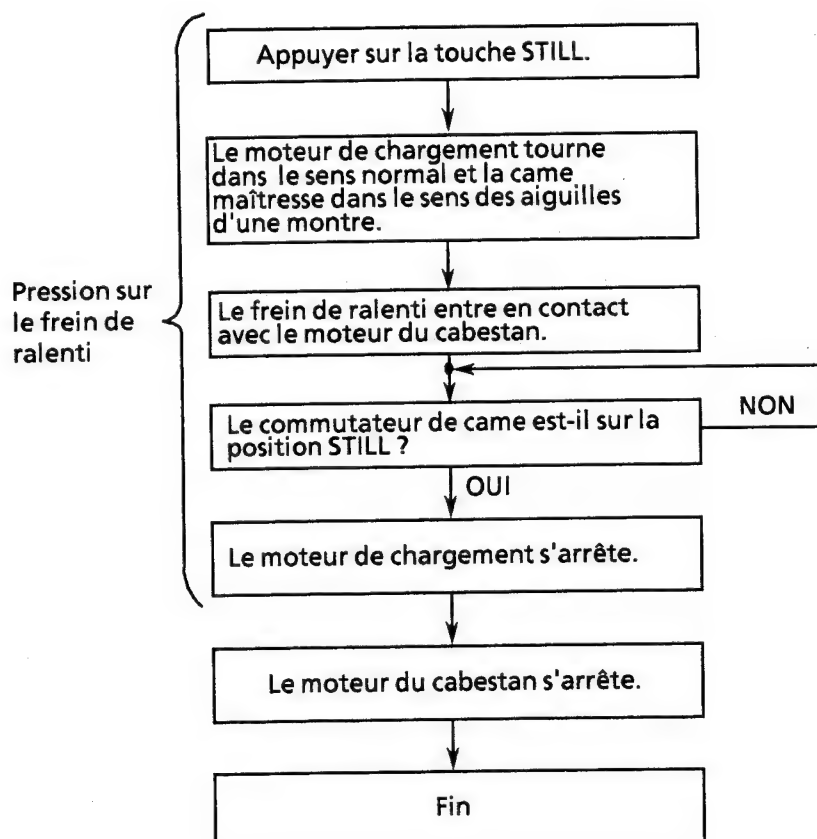 Appuyer sur la touche STILL.
Le moteur de chargement tourne
dans le sens normal et la came
maîtresse dans le sens des aiguilles
d'une montre.
Pression sur
le frein de
ralenti
Le frein de ralenti entre en contact
avec le moteur du cabestan.
Le commutateur de came est-il sur la
position STILL ?
NON
OUI
Le moteur de chargement s'arrête.
Le moteur du cabestan s'arrête.
Fin